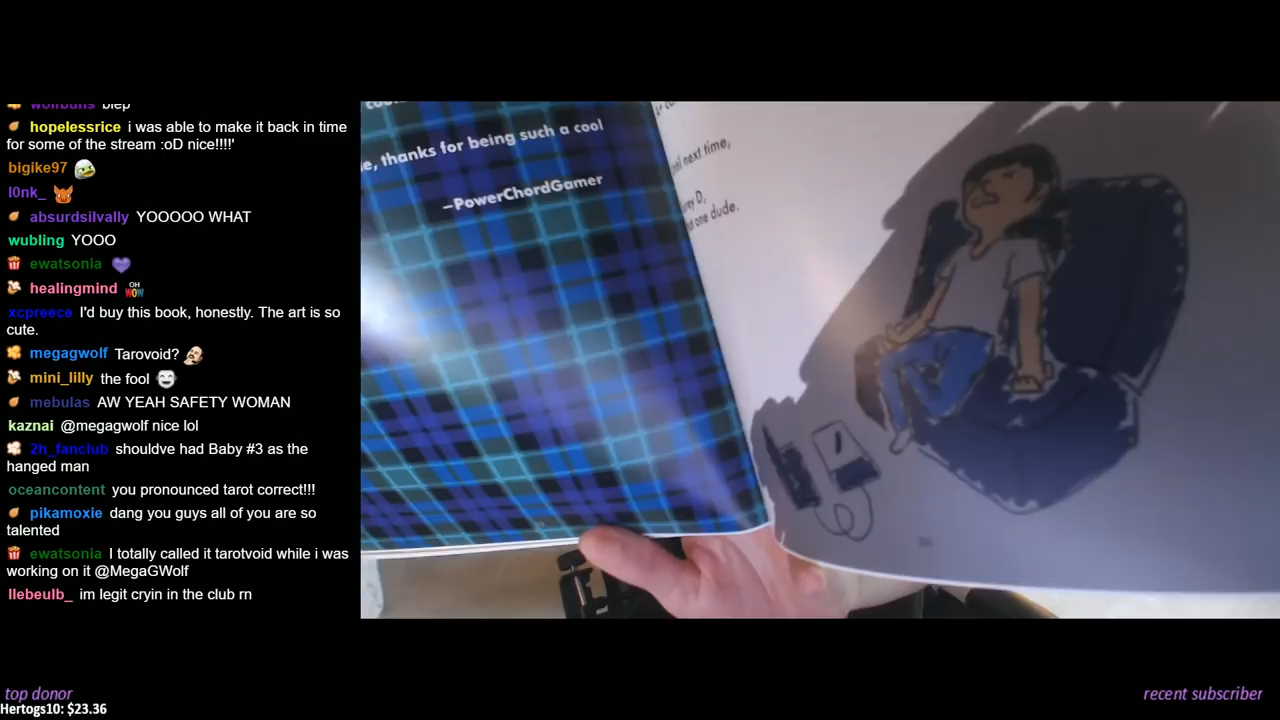 wolfbuns blep
hopelessrice i was able to make it back in time
for some of the stream :oD nice!!!!'
bigike97
l0nk_
absurdsilvally YOOOOO WHAT
wubling YOOO
ewatsonia
healingmind OH WOW
xcpreece I'd buy this book, honestly. The art is so
cute.
megagwolf Tarovoid?
mini_lilly the fool
mebulas AW YEAH SAFETY WOMAN
kaznai @megagwolf nice lol
2h_fanclub shouldve had Baby #3 as the
hanged man
oceancontent you pronounced tarot correct!!!
pikamoxie dang you guys all of you are so
talented
ewatsonia I totally called it tarotvoid while i was
working on it @MegaGWolf
llebeulb_ im legit cryin in the club rn
e, thanks for being such a cool
–PowerChordGamer
next time,
D,
one dude.
top donor
Hertogs10: $23.36
recent subscriber